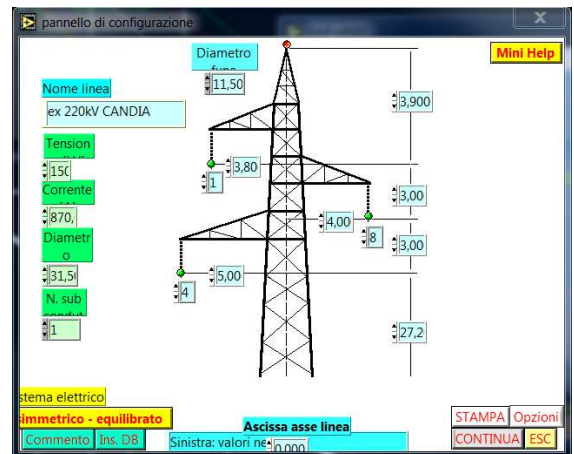 pannello di configurazione
Diametro
11,50
Mini Help
Nome linea
ex 220kV CANDIA
3,900
Tension
150
3,80
1
Corrente
870,
3,00
4,00
8
Diametr
o
3,00
31,5
5,00
4
N. sub
1
27,2
stema elettrico
simmetrico - equilibrato
Ascissa asse linea
STAMPA Opzioni
Commento Ins. DB
Sinistra: valori ne
0,000
CONTINUA ESC